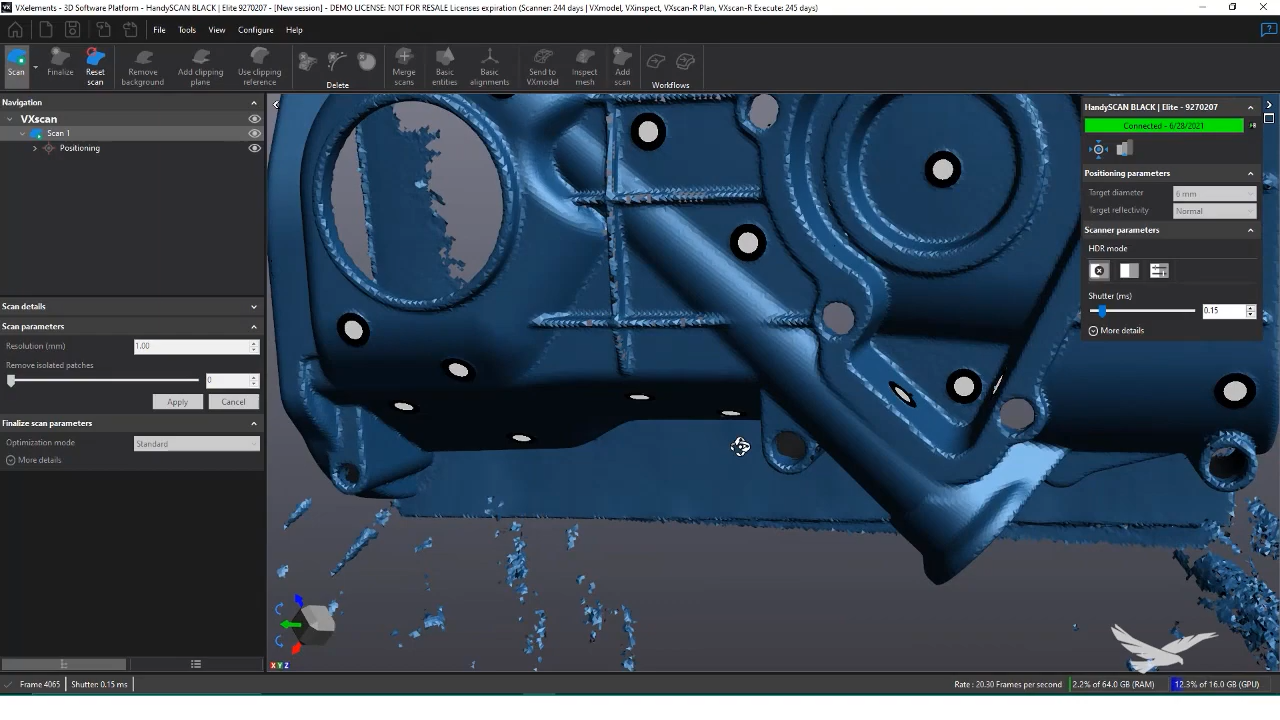 VXelements - 3D Software Platform - HandySCAN BLACK | Elite 9270207 - [New session] - DEMO LICENSE: NOT FOR RESALE Licenses expiration (Scanner: 244 days | VXmodel, VXinspect, VXscan-R Plan, VXscan-R Execute: 245 days)
File Tools View Configure Help
Scan
Finalize
Reset scan
Remove background
Add clipping plane
Use clipping reference
Delete
Merge scans
Basic entities
Basic alignments
Send to VXmodel
Inspect mesh
Add scan
Workflows
Navigation
VXscan
Scan 1
Positioning
Scan details
Scan parameters
Resolution (mm) 1.00
Remove isolated patches
0
Apply Cancel
Finalize scan parameters
Optimization mode Standard
More details
HandySCAN BLACK | Elite - 9270207
Connected - 6/28/2021
Positioning parameters
Target diameter 6 mm
Target reflectivity Normal
Scanner parameters
HDR mode
Shutter (ms)
0.15
More details
X Y Z
Frame 4065 Shutter: 0.15 ms Rate : 20.30 Frames per second 2.2% of 64.0 GB (RAM) 12.3% of 16.0 GB (GPU)